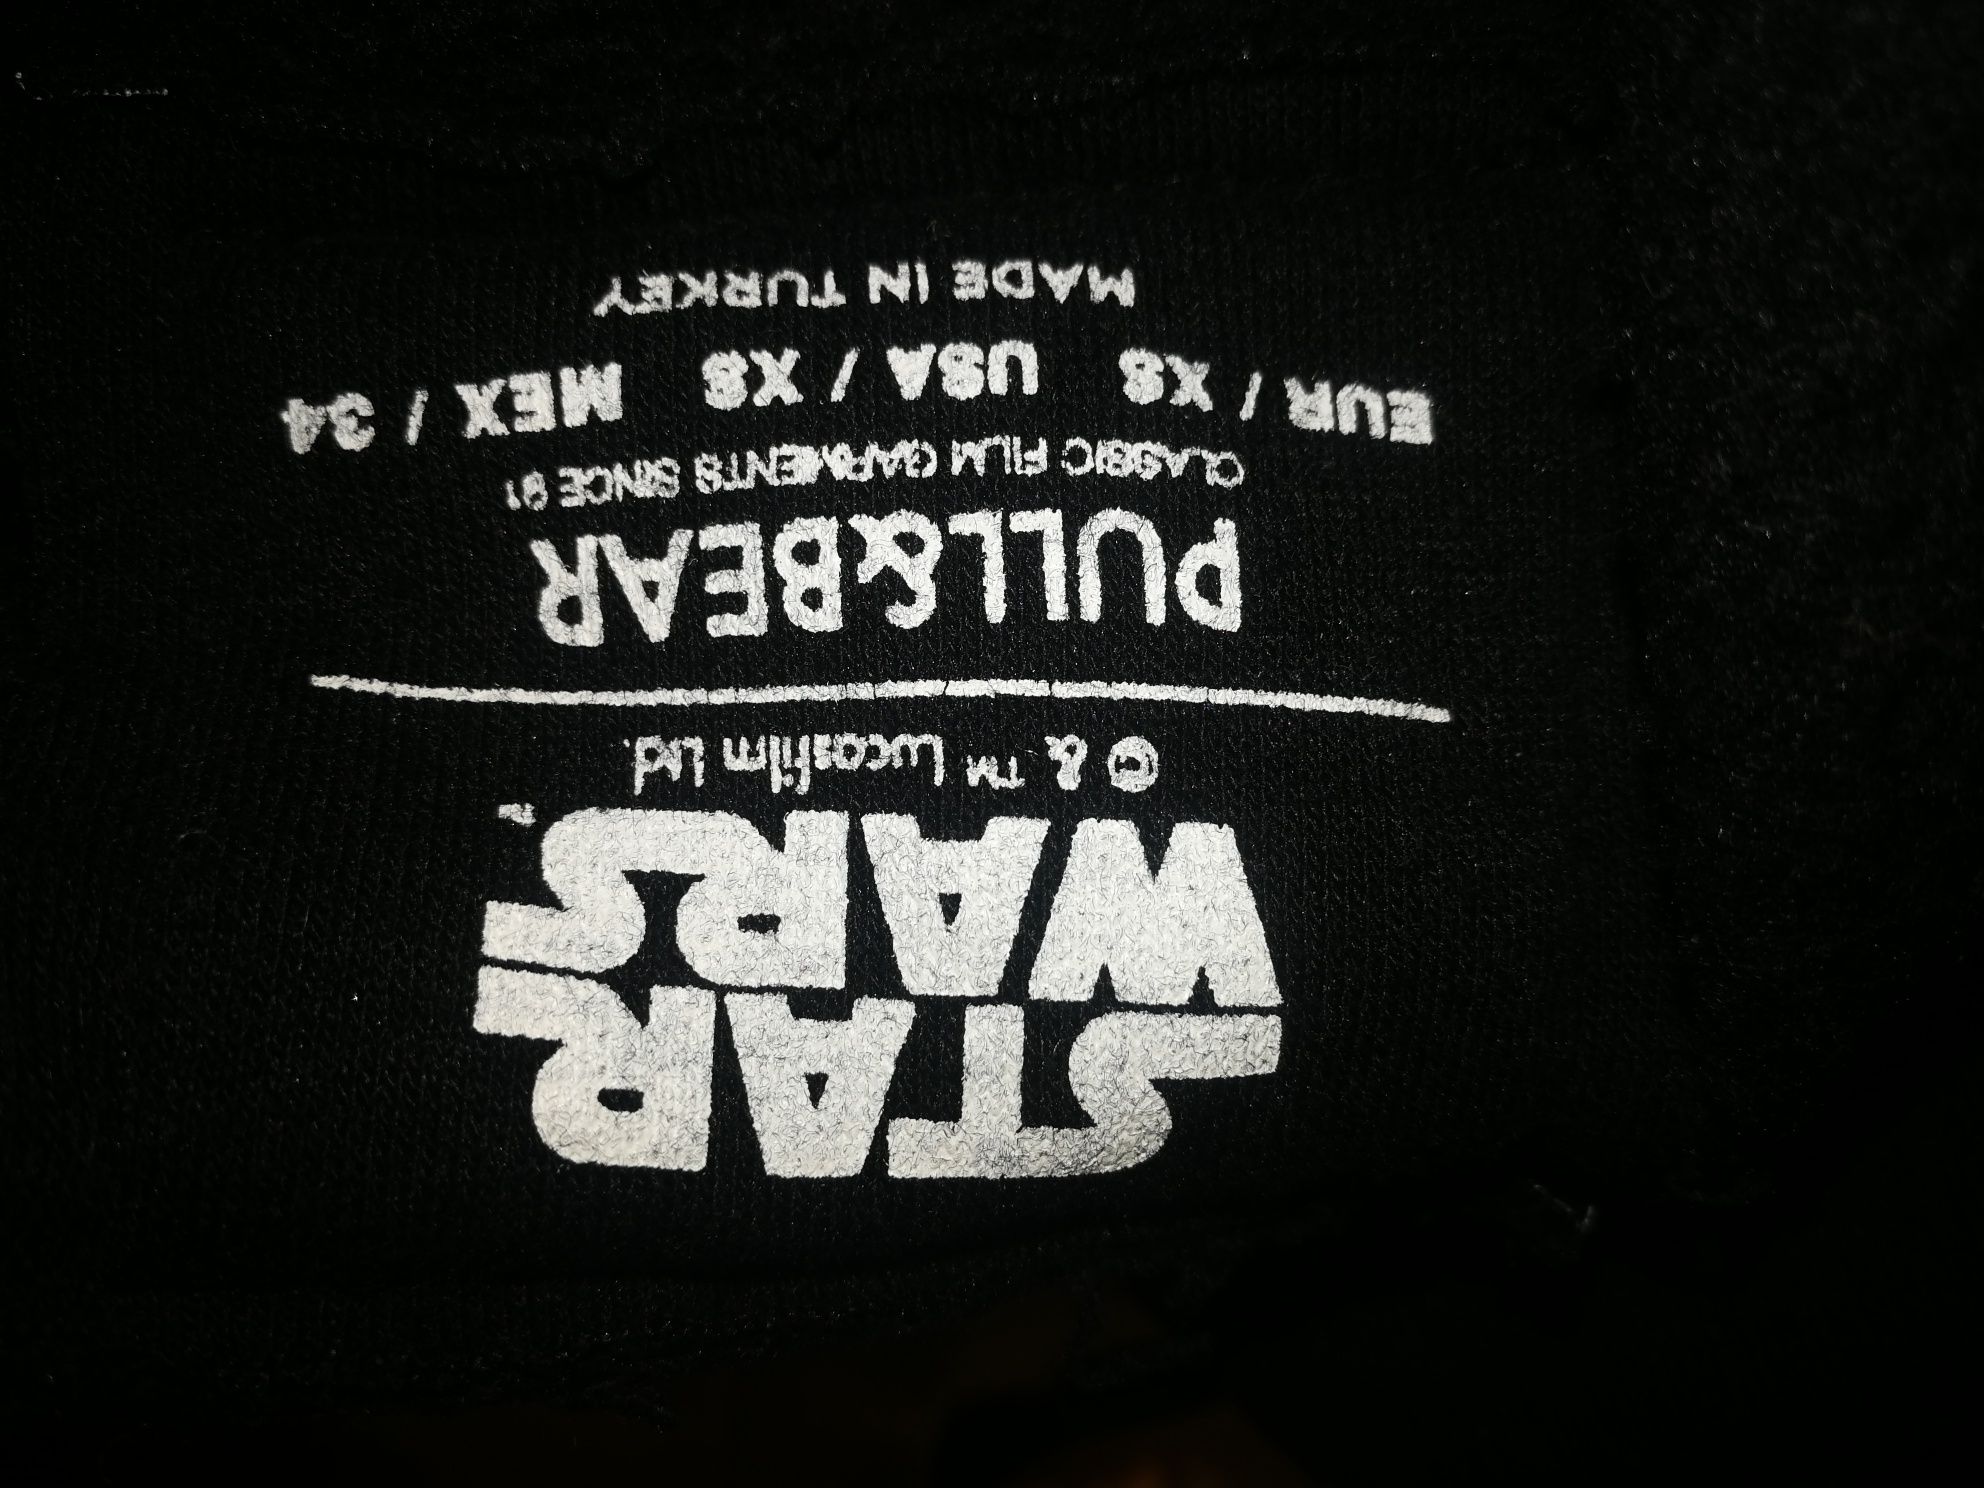 STAR
WARS™
© & ™ Lucasfilm Ltd.
PULL&BEAR
CLASSIC FILM GARMENTS SINCE 91
EUR / XS USA / XS MEX / 34
MADE IN TURKEY